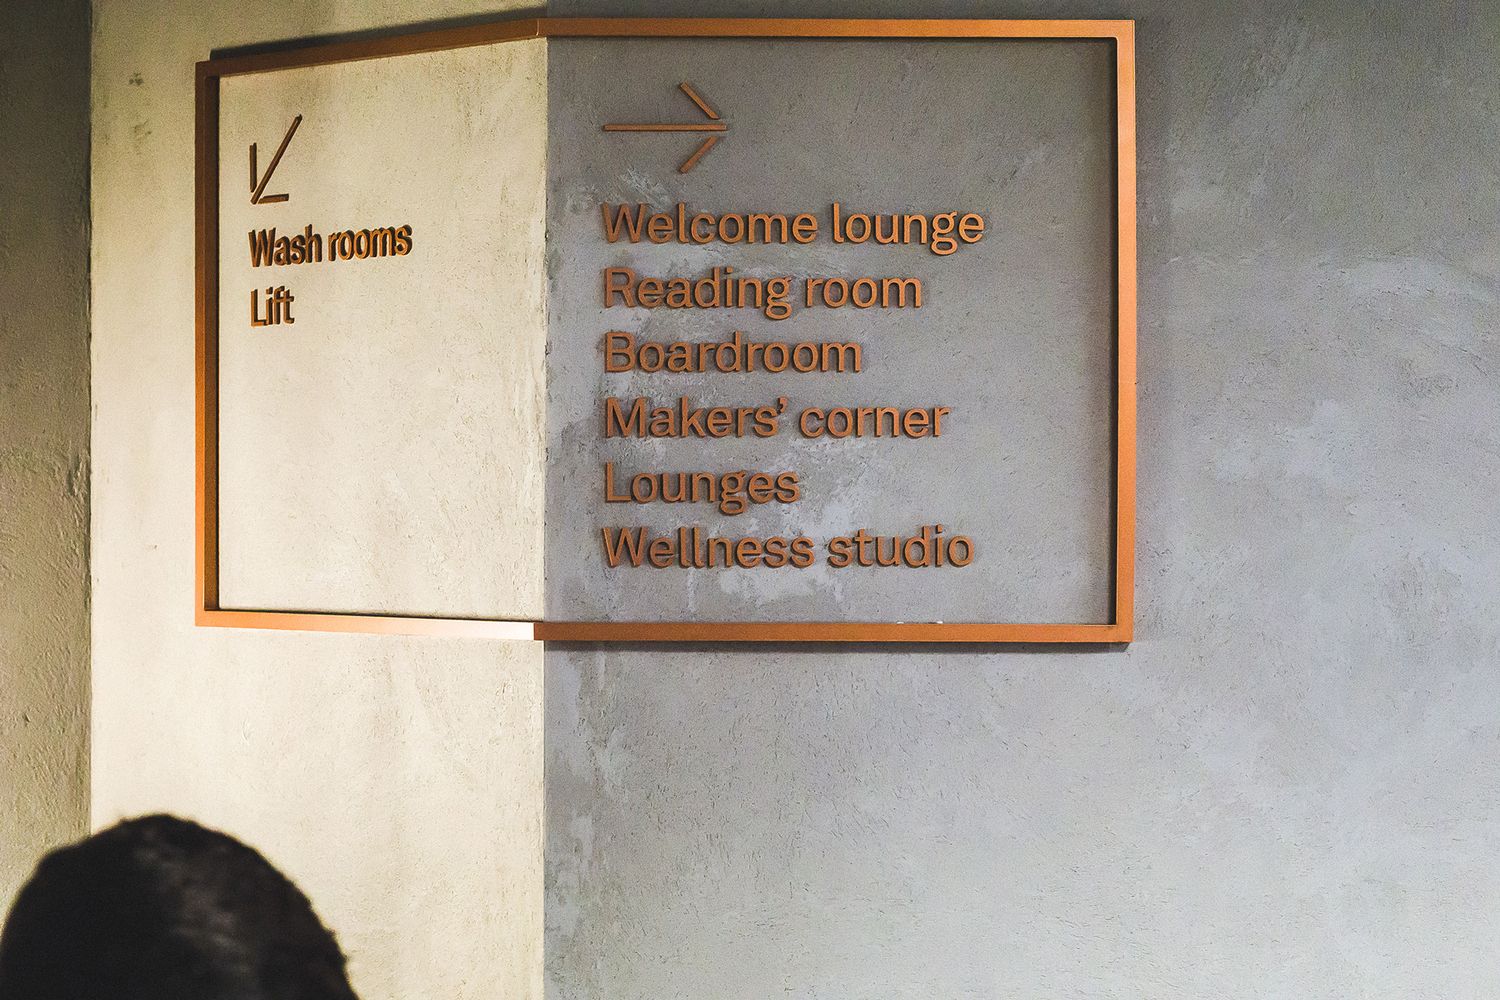 Wash rooms
Lift
Welcome lounge
Reading room
Boardroom
Makers’ corner
Lounges
Wellness studio